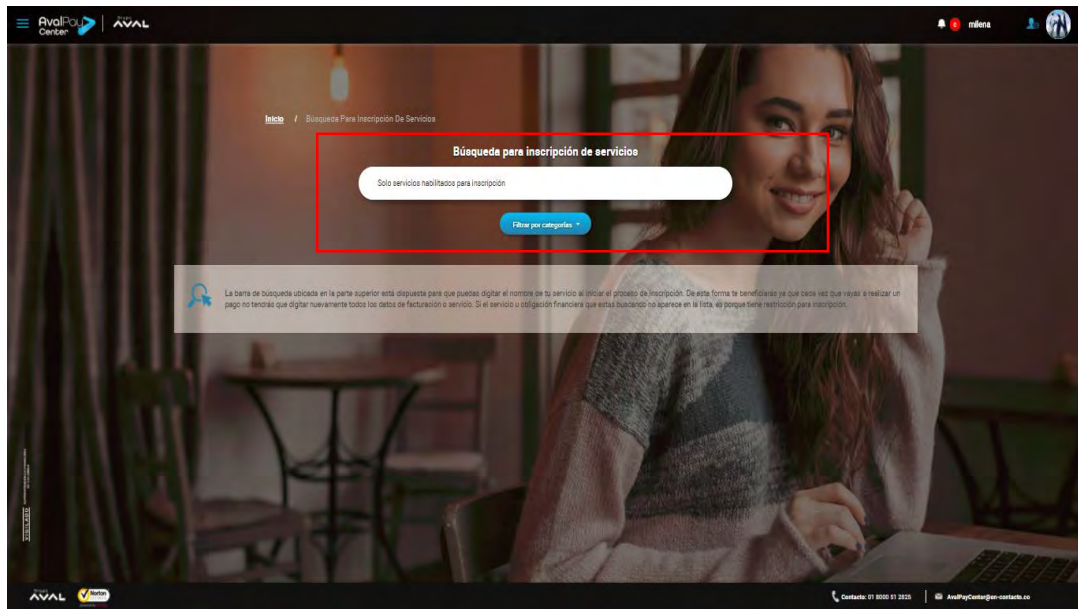 AvalPay Center
Grupo AVAL
0
milena
Inicio / Búsqueda Para Inscripción De Servicios
Búsqueda para inscripción de servicios
Solo servicios habilitados para inscripción
Filtrar por categorías
La barra de búsqueda ubicada en la parte superior está dispuesta para que puedas digitar el nombre de tu servicio al iniciar el proceso de inscripción. De esta forma te beneficiarás ya que cada vez que vayas a realizar un
pago no tendrás que digitar nuevamente todos los datos de facturación o servicio. Si el servicio u obligación financiera que estas buscando no aparece en la lista, es porque tiene restricción para inscripción.
VIGILADO
Grupo AVAL
Norton
Contacto: 01 8000 51 2825
AvalPayCenter@en-contacto.co